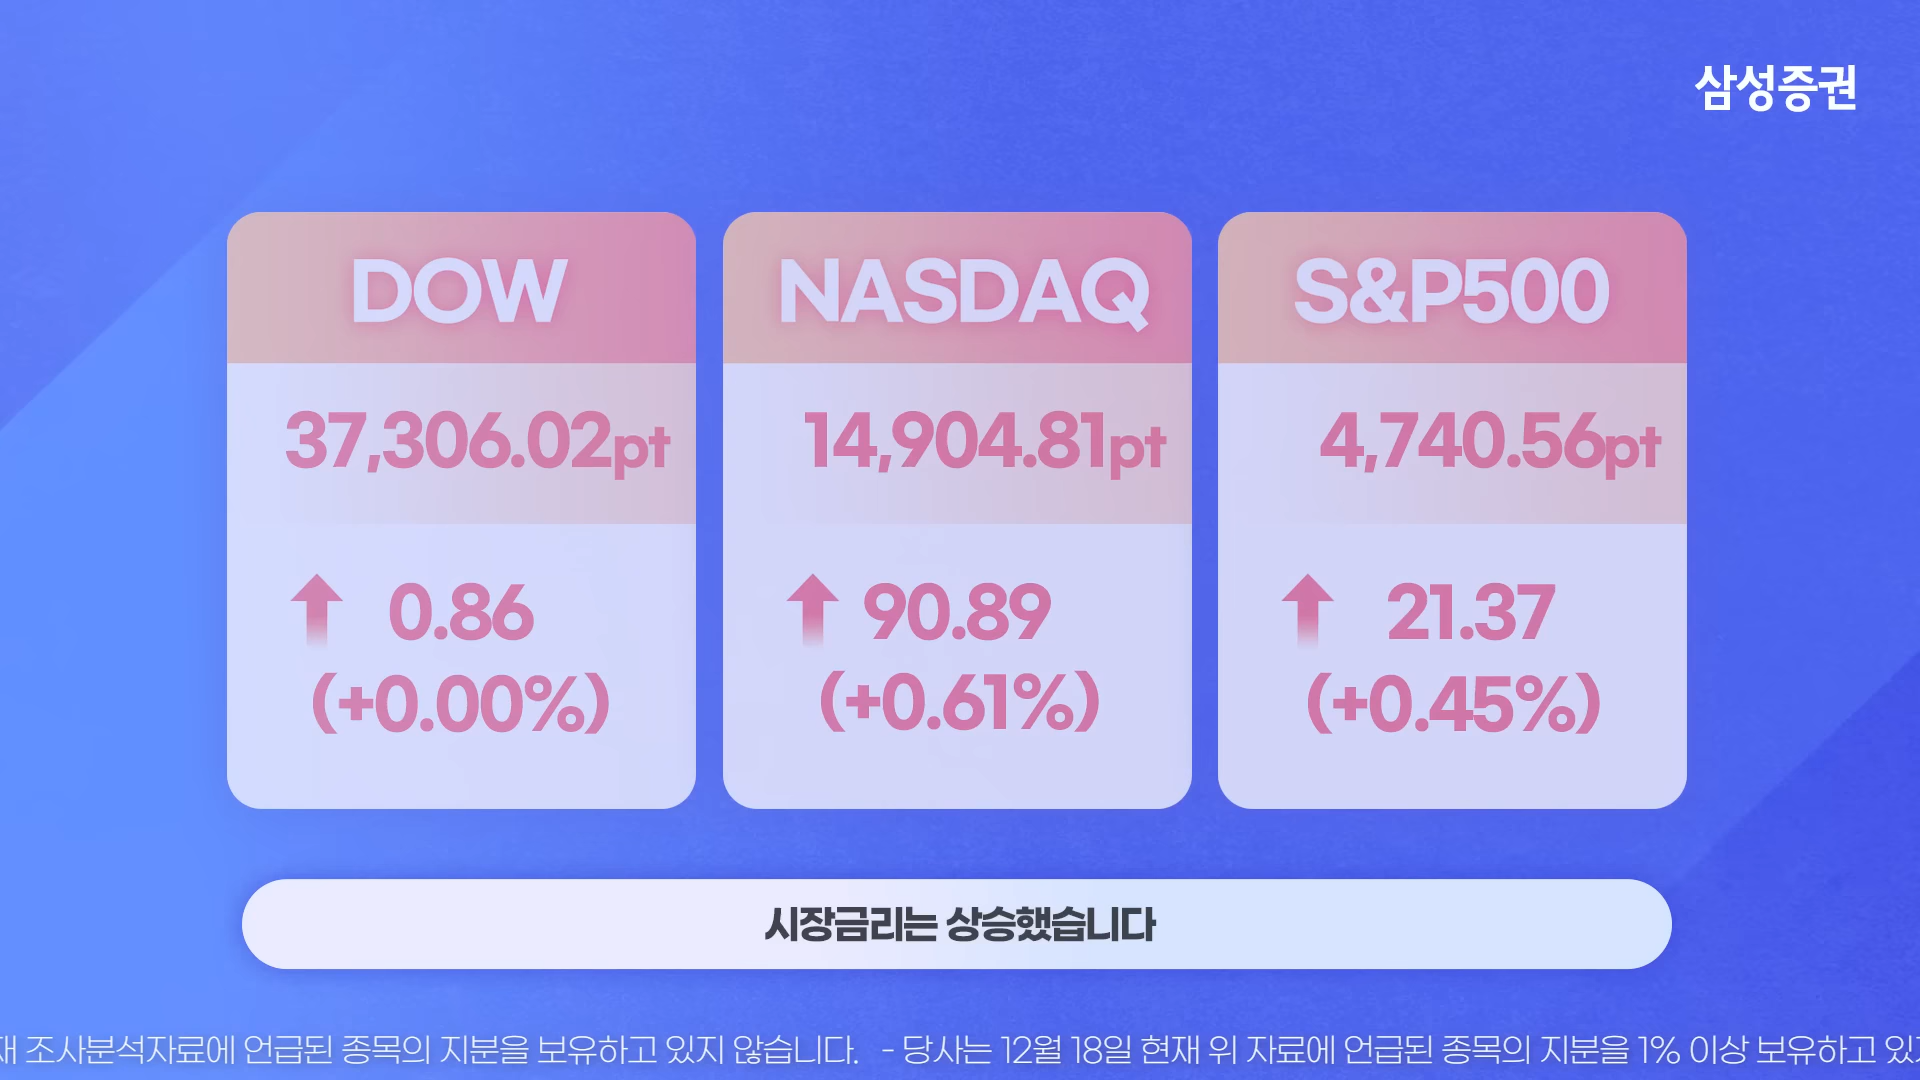 삼성증권
DOW
37,306.02pt
0.86
(+0.00%)
NASDAQ
14,904.81pt
90.89
(+0.61%)
S&P500
4,740.56pt
21.37
(+0.45%)
시장금리는 상승했습니다
조사분석자료에 언급된 종목의 지분을 보유하고 있지 않습니다. - 당사는 12월 18일 현재 위 자료에 언급된 종목의 지분을 1% 이상 보유하고